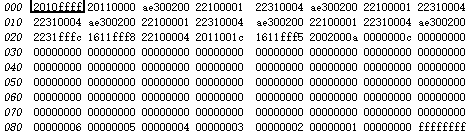 000 2010ffff 20110000 ae300200 22100001 22310004 ae300200 22100001 22310004
010 22310004 ae300200 22100001 22310004 ae300200 22100001 22310004 ae300200
020 2231fffc 1611fff8 22100004 2011001c 1611fff5 2002000a 0000000c 00000000
030 00000000 00000000 00000000 00000000 00000000 00000000 00000000 00000000
040 00000000 00000000 00000000 00000000 00000000 00000000 00000000 00000000
050 00000000 00000000 00000000 00000000 00000000 00000000 00000000 00000000
060 00000000 00000000 00000000 00000000 00000000 00000000 00000000 00000000
070 00000000 00000000 00000000 00000000 00000000 00000000 00000000 00000000
080 00000006 00000005 00000004 00000003 00000002 00000001 00000000 ffffffff